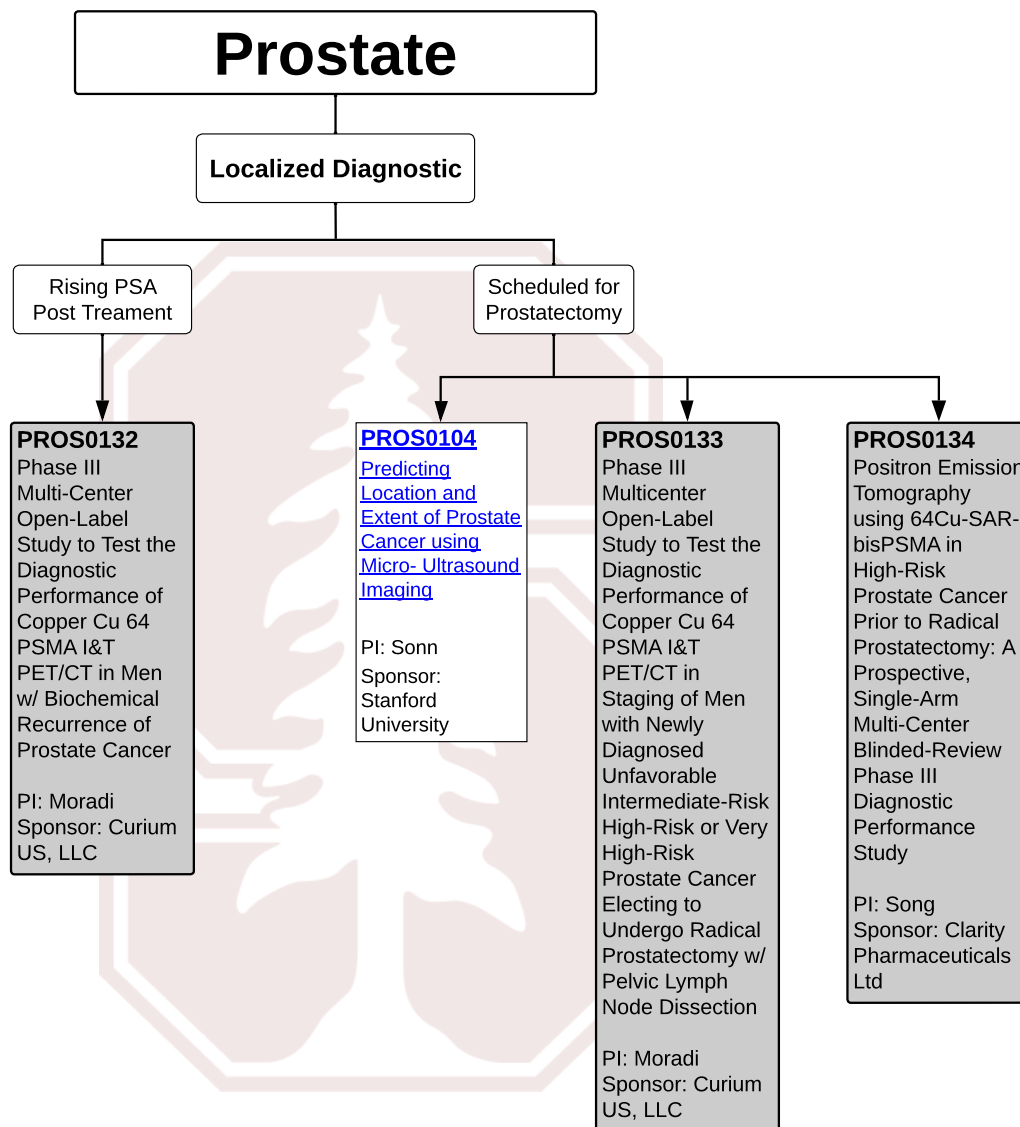 Prostate
Localized Diagnostic
Rising PSA
Post Treament
Scheduled for
Prostatectomy
PROS0132
Phase III
Multi-Center
Open-Label
Study to Test the
Diagnostic
Performance of
Copper Cu 64
PSMA I&T
PET/CT in Men
w/ Biochemical
Recurrence of
Prostate Cancer
PI: Moradi
Sponsor: Curium
US, LLC
PROS0104
Predicting
Location and
Extent of Prostate
Cancer using
Micro- Ultrasound
Imaging
PI: Sonn
Sponsor:
Stanford
University
PROS0133
Phase III
Multicenter
Open-Label
Study to Test the
Diagnostic
Performance of
Copper Cu 64
PSMA I&T
PET/CT in
Staging of Men
with Newly
Diagnosed
Unfavorable
Intermediate-Risk
High-Risk or Very
High-Risk
Prostate Cancer
Electing to
Undergo Radical
Prostatectomy w/
Pelvic Lymph
Node Dissection
PI: Moradi
Sponsor: Curium
US, LLC
PROS0134
Positron Emission
Tomography
using 64Cu-SAR-
bisPSMA in
High-Risk
Prostate Cancer
Prior to Radical
Prostatectomy: A
Prospective,
Single-Arm
Multi-Center
Blinded-Review
Phase III
Diagnostic
Performance
Study
PI: Song
Sponsor: Clarity
Pharmaceuticals
Ltd